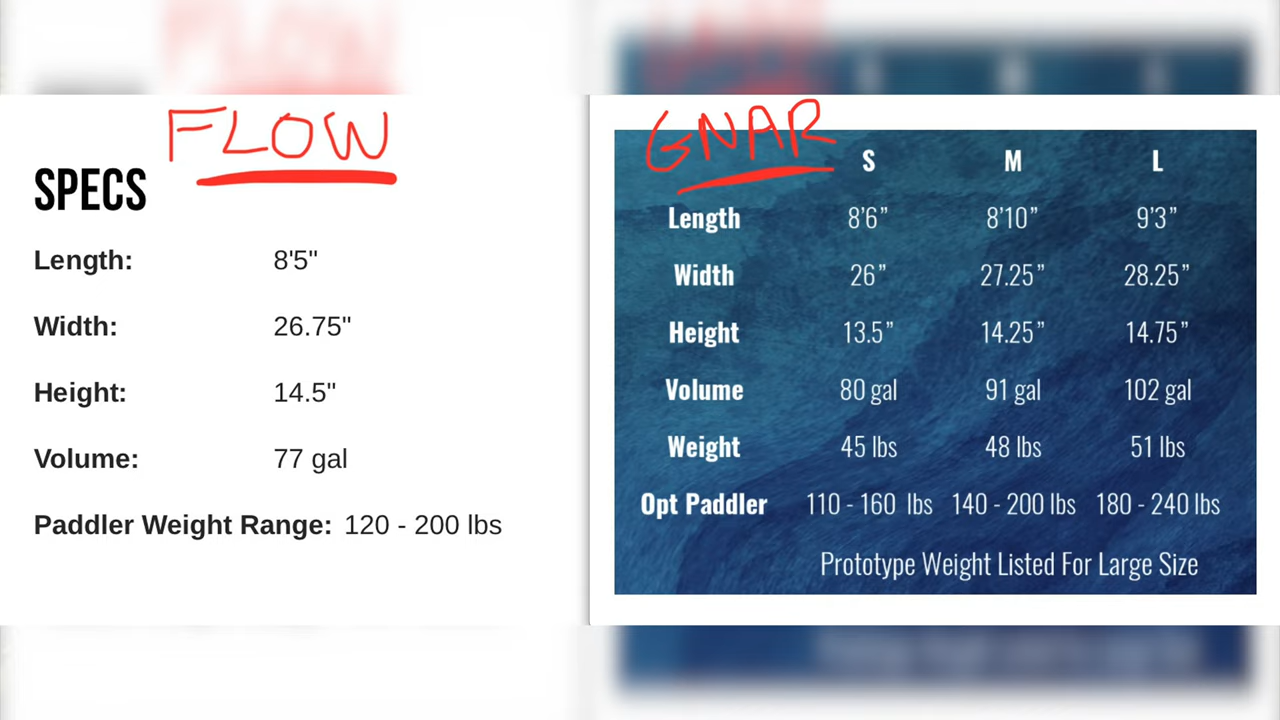 FLOW
SPECS
Length: 8'5"
Width: 26.75"
Height: 14.5"
Volume: 77 gal
Paddler Weight Range: 120 - 200 lbs
GNAR
S M L
Length 8’6” 8’10” 9’3”
Width 26” 27.25” 28.25”
Height 13.5” 14.25” 14.75”
Volume 80 gal 91 gal 102 gal
Weight 45 lbs 48 lbs 51 lbs
Opt Paddler 110 - 160 lbs 140 - 200 lbs 180 - 240 lbs
Prototype Weight Listed For Large Size